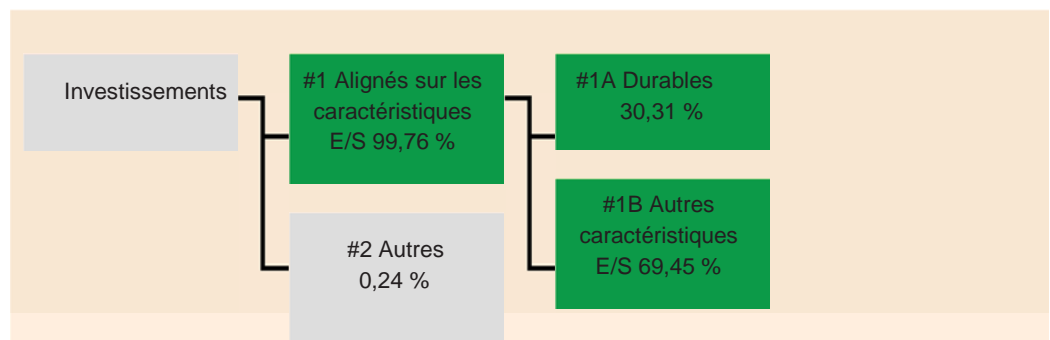 Investissements
#1 Alignés sur les
caractéristiques
E/S 99,76 %
#2 Autres
0,24 %
#1A Durables
30,31 %
#1B Autres
caractéristiques
E/S 69,45 %